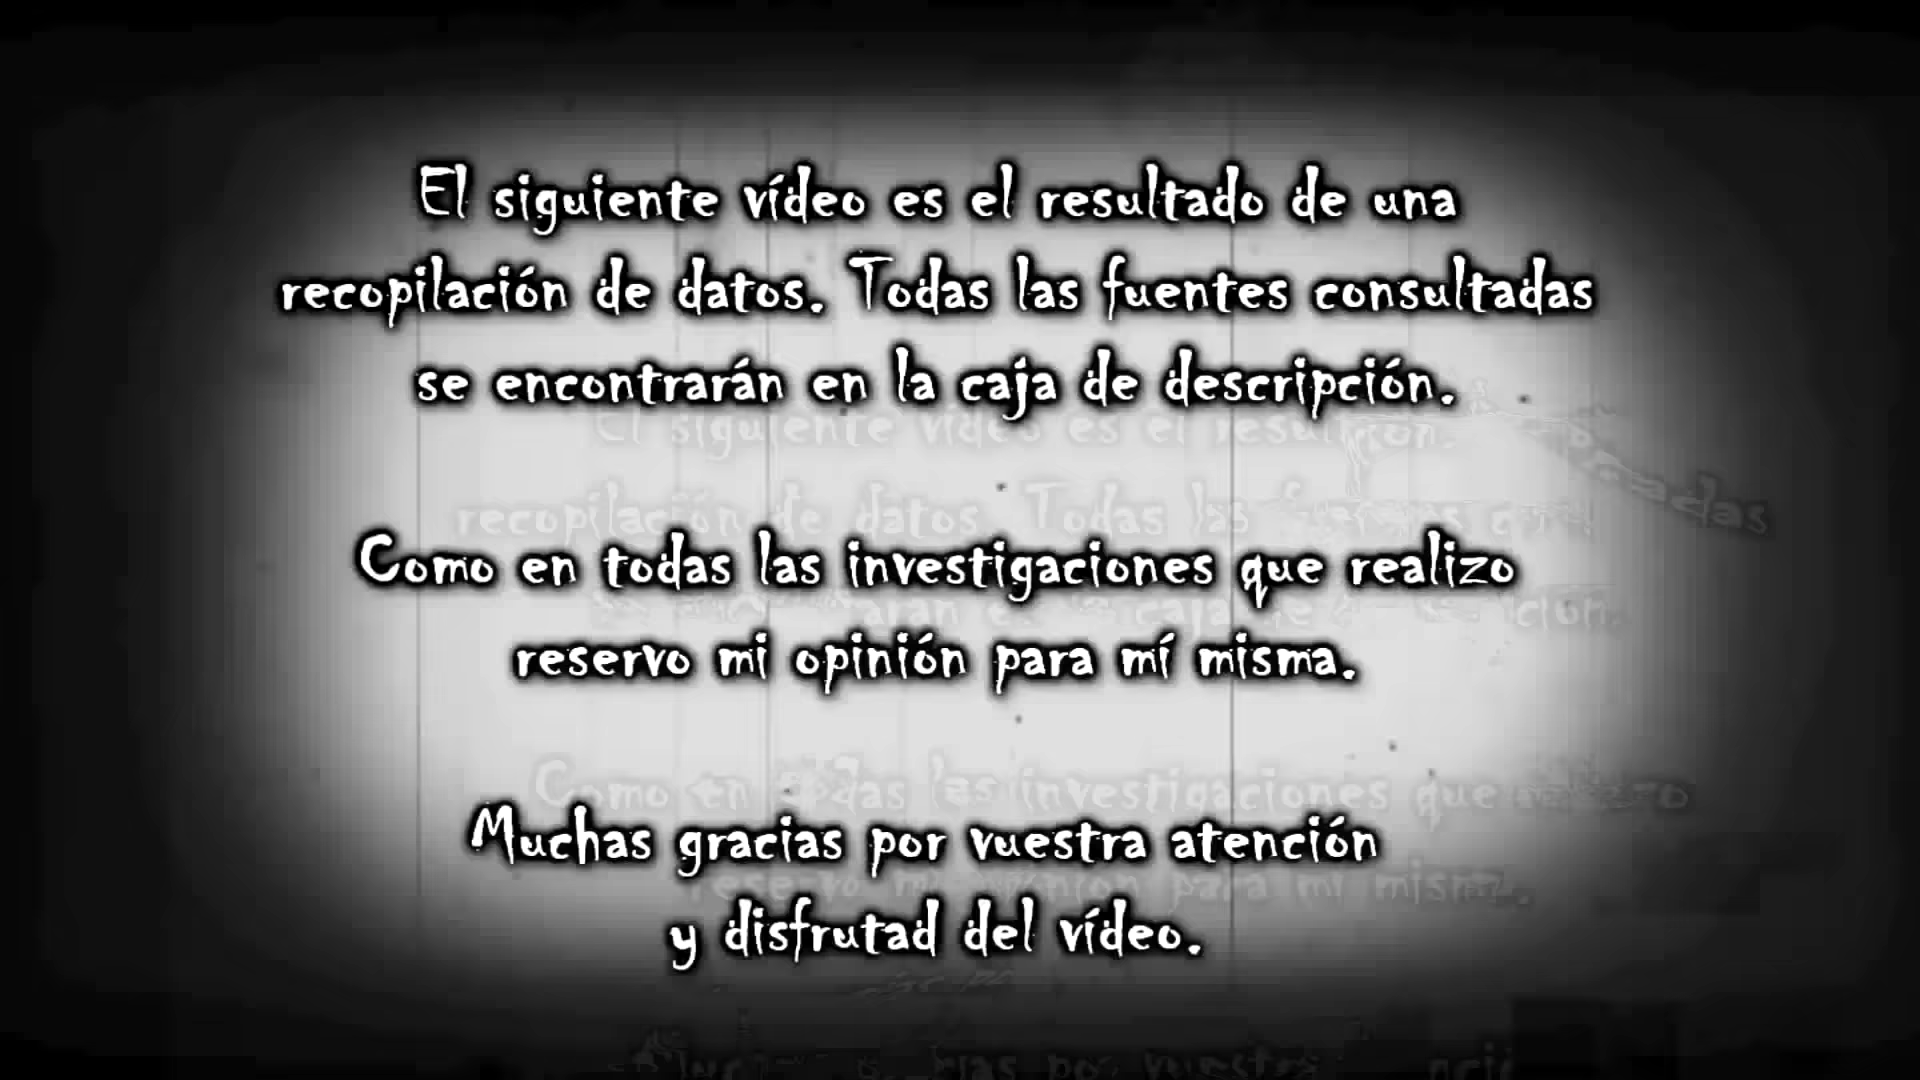 El siguiente vídeo es el resultado de una
recopilación de datos. Todas las fuentes consultadas
se encontrarán en la caja de descripción.
Como en todas las investigaciones que realizo
reservo mi opinión para mí misma.
Muchas gracias por vuestra atención
y disfrutad del vídeo.